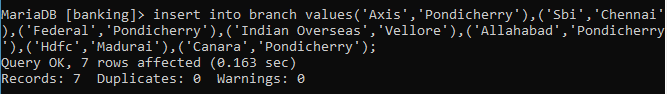 MariaDB [banking]> insert into branch values('Axis','Pondicherry'),('Sbi','Chennai'
),('Federal','Pondicherry'),('Indian Overseas','Vellore'),('Allahabad','Pondicherry
'),('Hdfc','Madurai'),('Canara','Pondicherry');
Query OK, 7 rows affected (0.163 sec)
Records: 7  Duplicates: 0  Warnings: 0